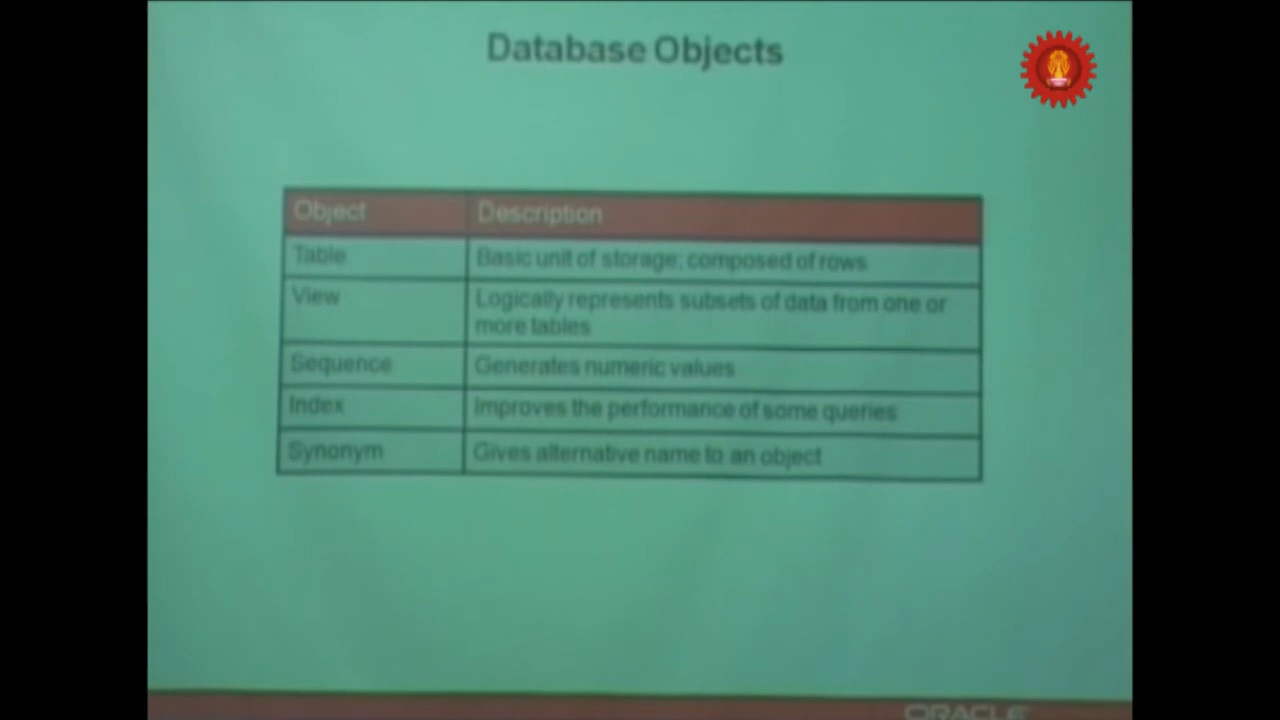 Database Objects
Object Description
Table Basic unit of storage; composed of rows
View Logically represents subsets of data from one or
more tables
Sequence Generates numeric values
Index Improves the performance of some queries
Synonym Gives alternative name to an object
ORACLE